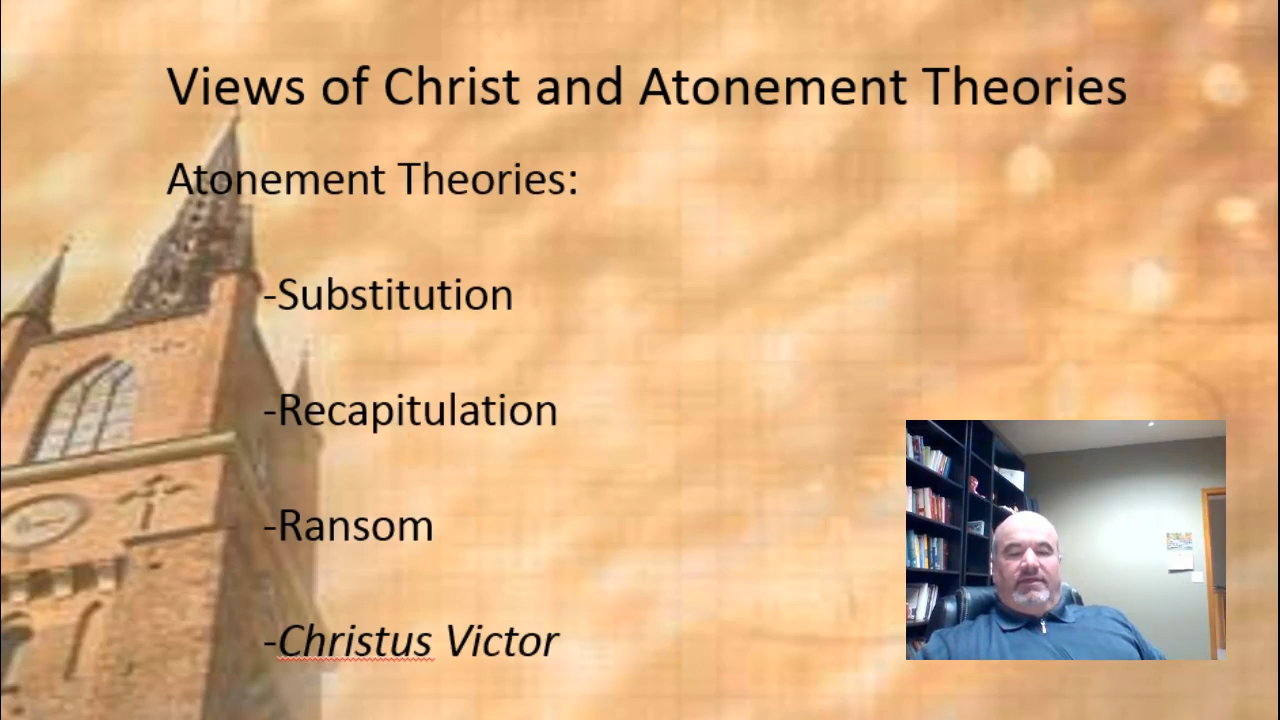 Views of Christ and Atonement Theories
Atonement Theories:
-Substitution
-Recapitulation
-Ransom
-Christus Victor